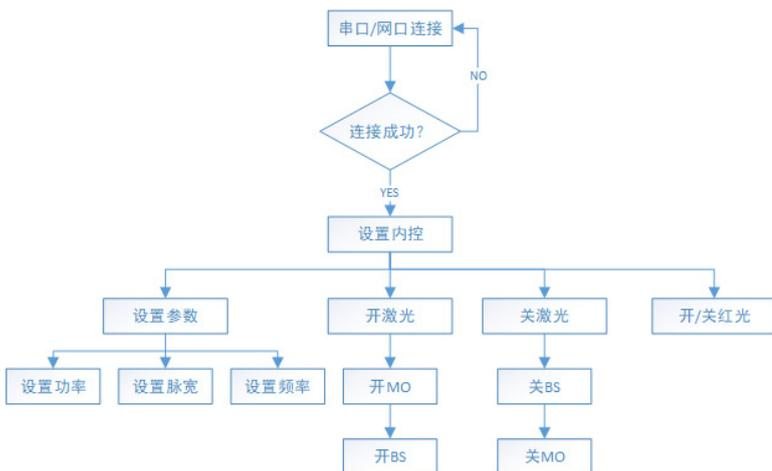 串口/网口连接
NO
连接成功？
YES
设置内控
设置参数
开激光
关激光
开/关红光
设置功率
设置脉宽
设置频率
开MO
关BS
开BS
关MO